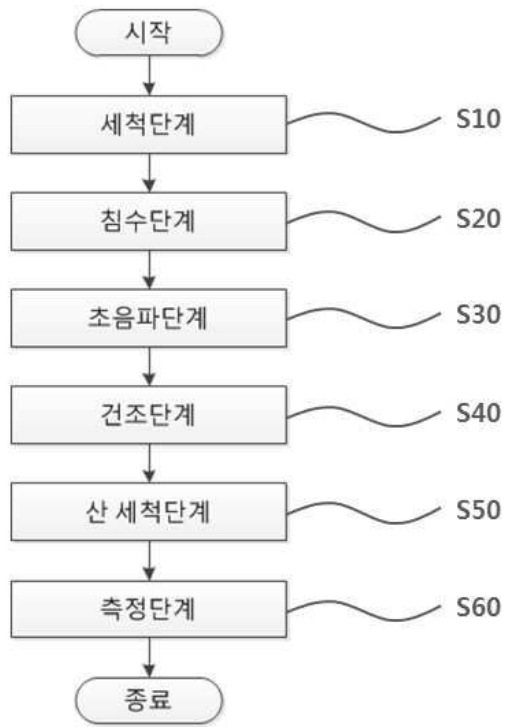 시작
세척단계 S10
침수단계 S20
초음파단계 S30
건조단계 S40
산 세척단계 S50
측정단계 S60
종료